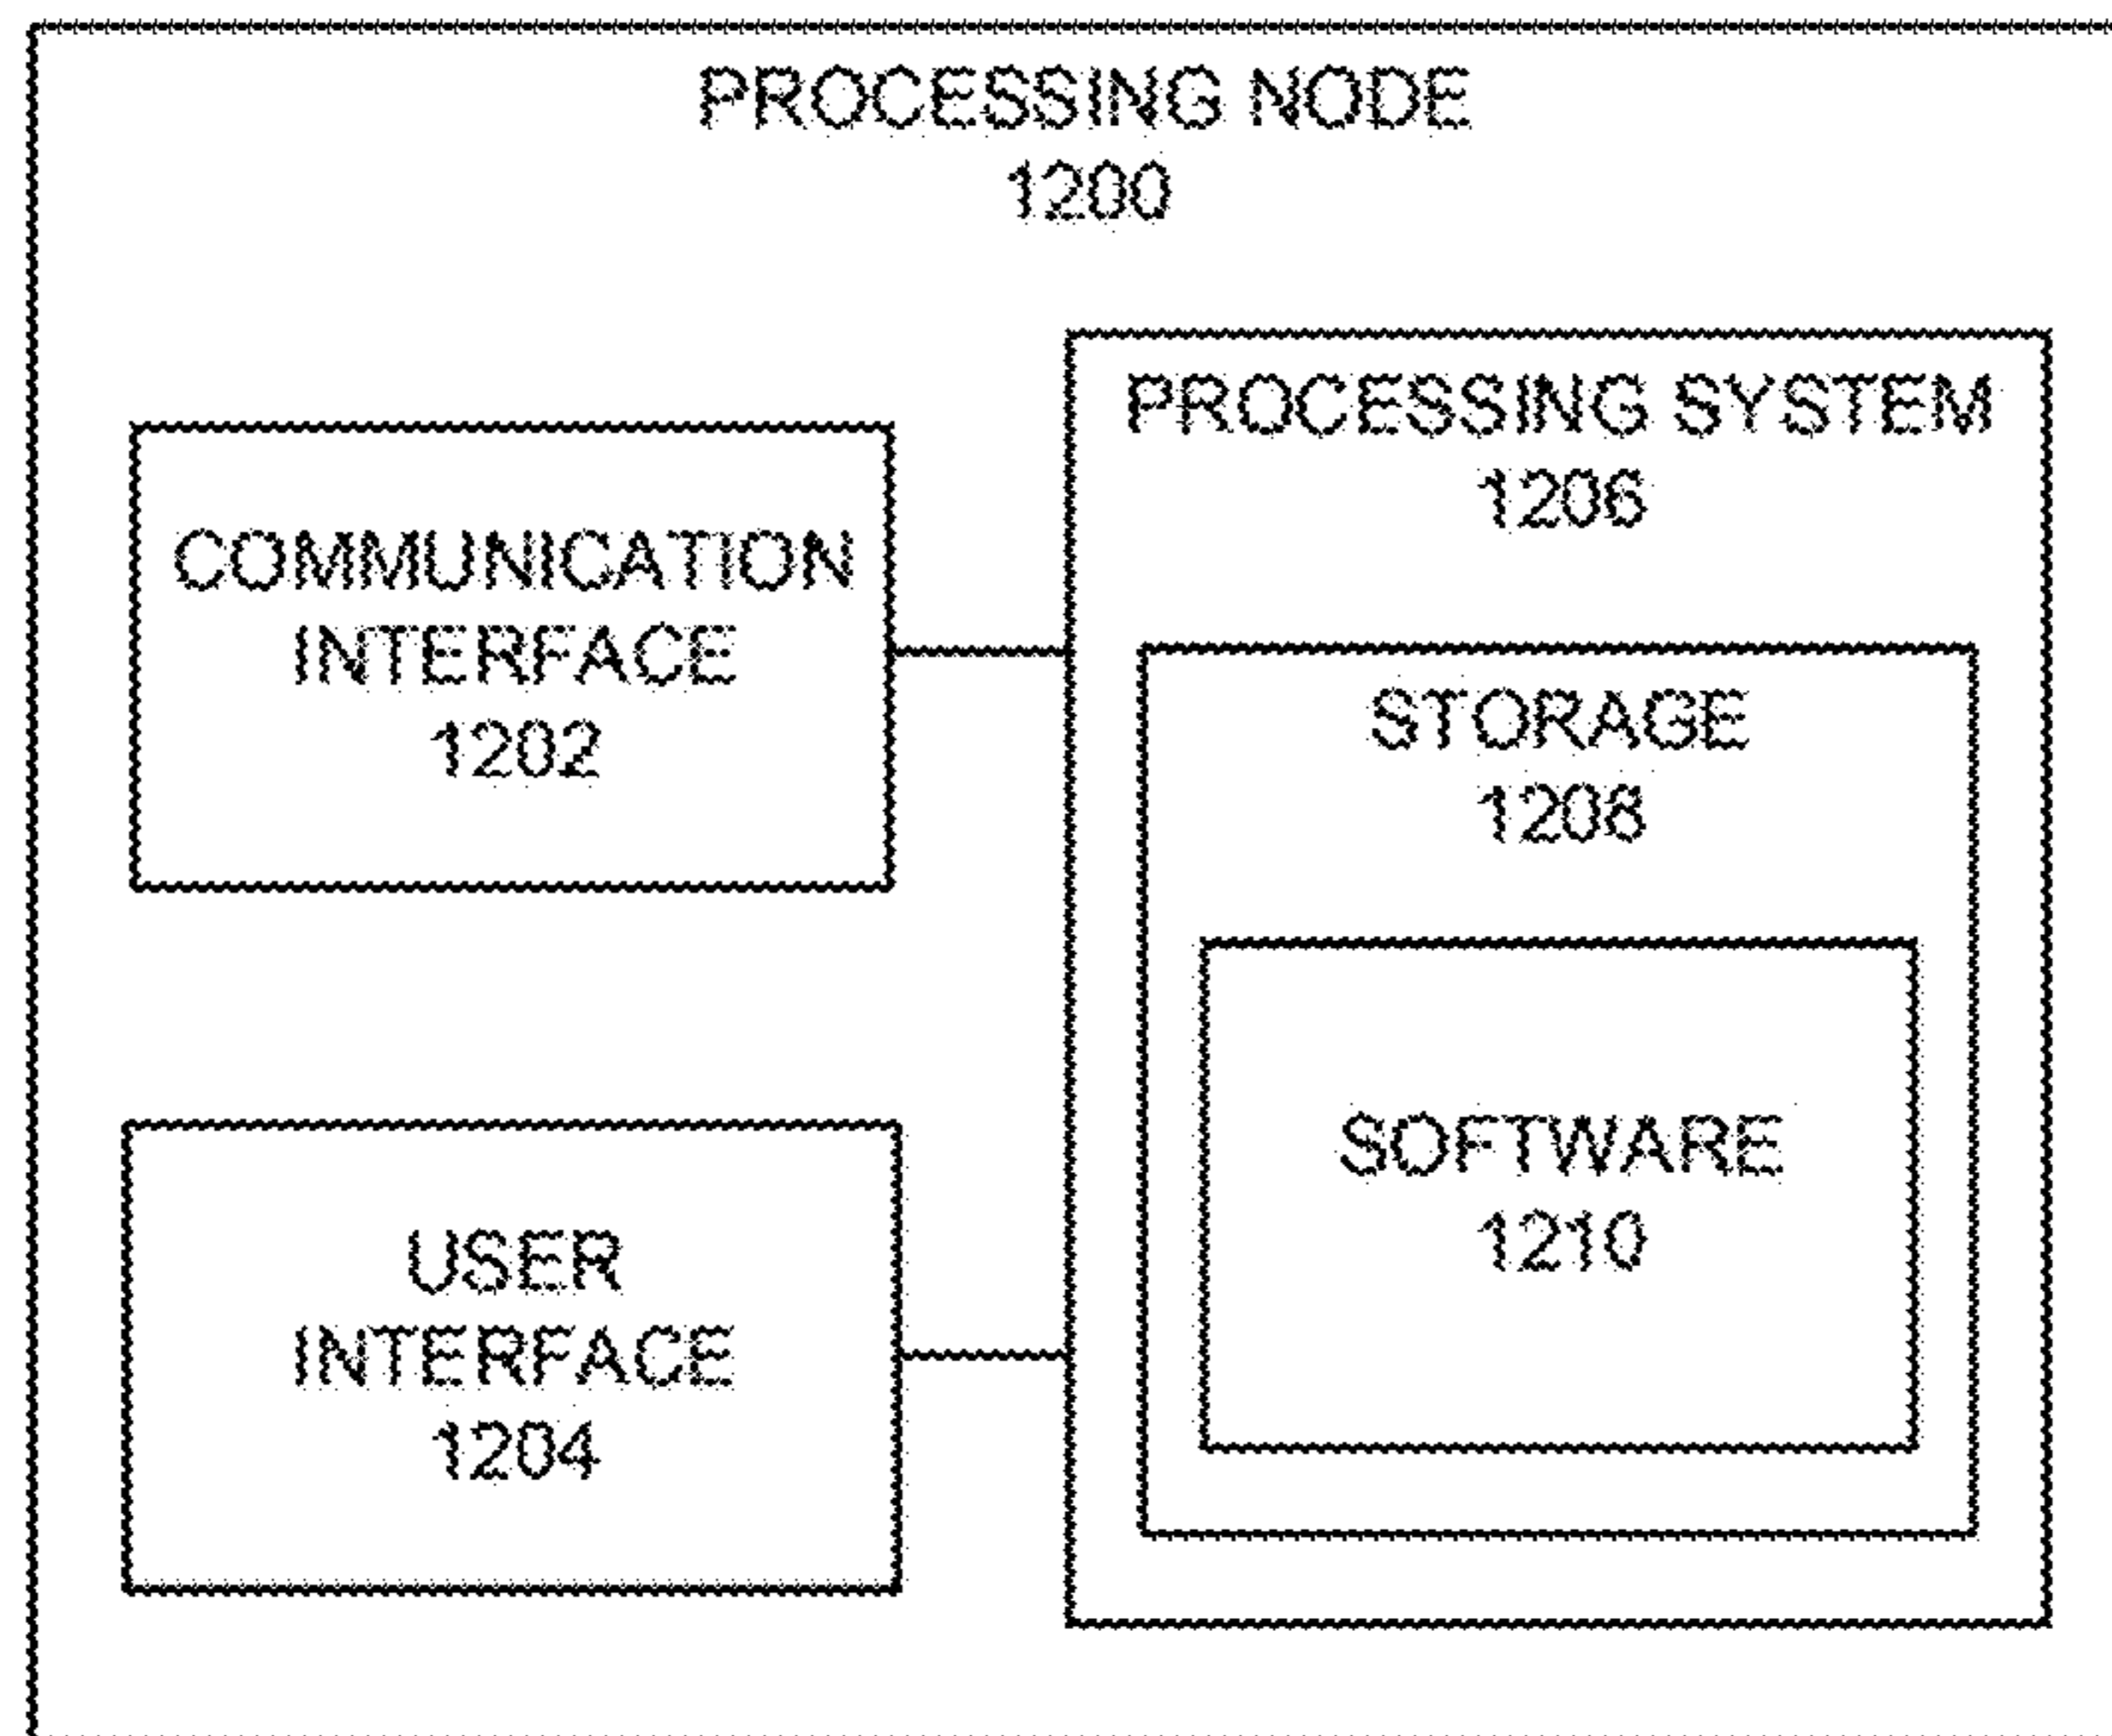 PROCESSING NODE
1200
PROCESSING SYSTEM
1206
COMMUNICATION
INTERFACE
1202
STORAGE
1208
SOFTWARE
1210
USER
INTERFACE
1204